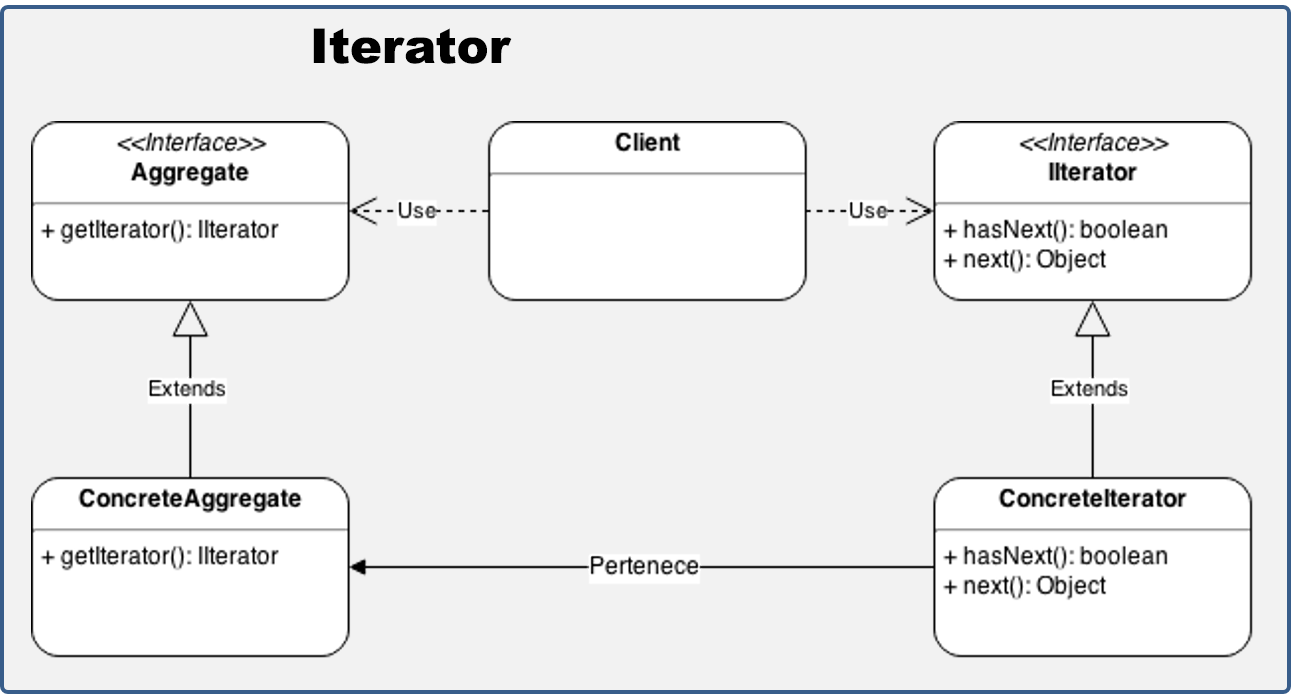 Iterator
<<Interface>>
Aggregate
+ getIterator(): IIterator
Client
<<Interface>>
IIterator
+ hasNext(): boolean
+ next(): Object
Use
Use
Extends
Extends
ConcreteAggregate
+ getIterator(): IIterator
Pertenece
ConcreteIterator
+ hasNext(): boolean
+ next(): Object